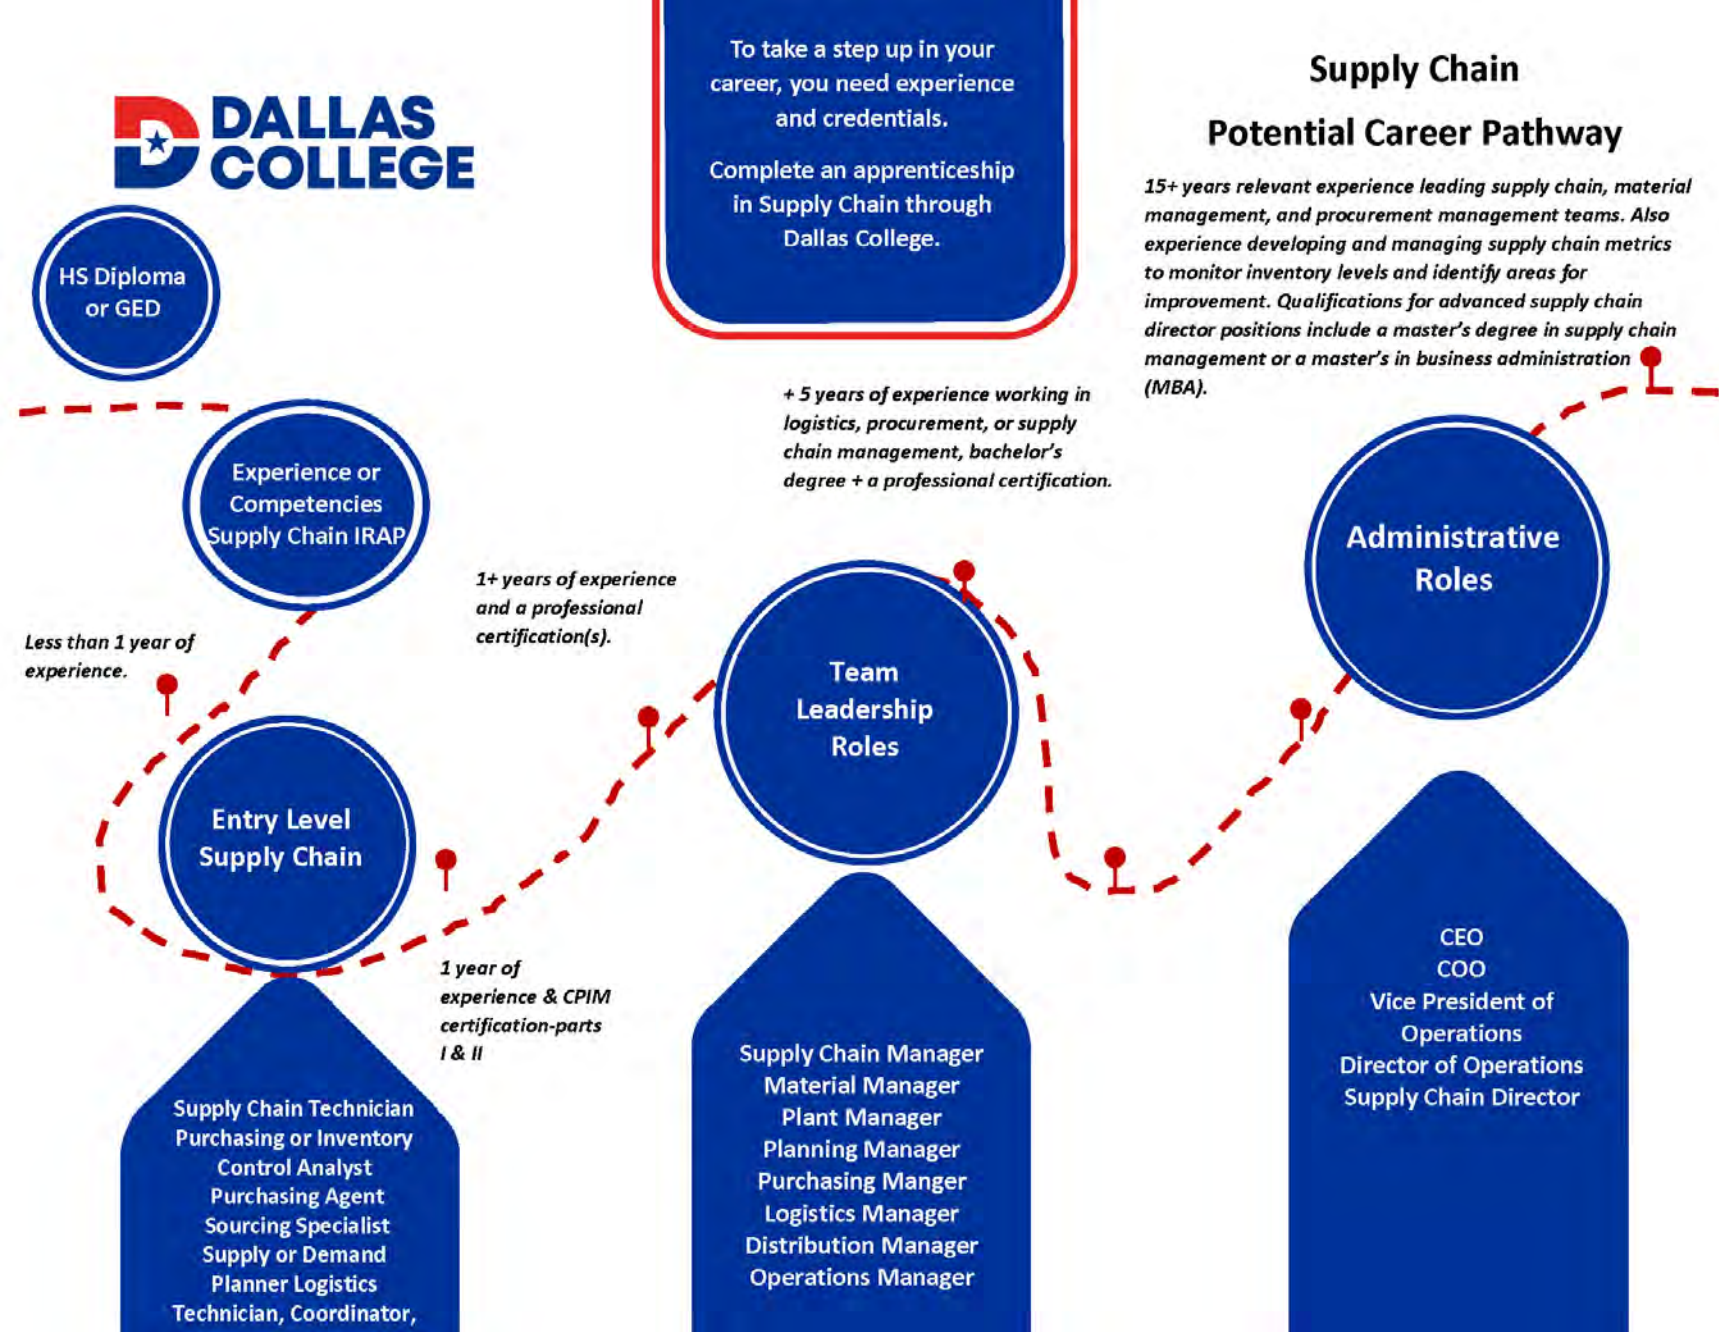 DALLAS
COLLEGE
To take a step up in your
career, you need experience
and credentials.
Complete an apprenticeship
in Supply Chain through
Dallas College.
Supply Chain
Potential Career Pathway
15+ years relevant experience leading supply chain, material
management, and procurement management teams. Also
experience developing and managing supply chain metrics
to monitor inventory levels and identify areas for
improvement. Qualifications for advanced supply chain
director positions include a master's degree in supply chain
management or a master's in business administration
(MBA).
HS Diploma
or GED
Experience or
Competencies
Supply Chain IRAP
Less than 1 year of
experience.
Entry Level
Supply Chain
1+ years of experience
and a professional
certification(s).
1 year of
experience & CPIM
certification-parts
I & II
+ 5 years of experience working in
logistics, procurement, or supply
chain management, bachelor's
degree + a professional certification.
Team
Leadership
Roles
Administrative
Roles
Supply Chain Technician
Purchasing or Inventory
Control Analyst
Purchasing Agent
Sourcing Specialist
Supply or Demand
Planner Logistics
Technician, Coordinator,
Supply Chain Manager
Material Manager
Plant Manager
Planning Manager
Purchasing Manger
Logistics Manager
Distribution Manager
Operations Manager
CEO
COO
Vice President of
Operations
Director of Operations
Supply Chain Director